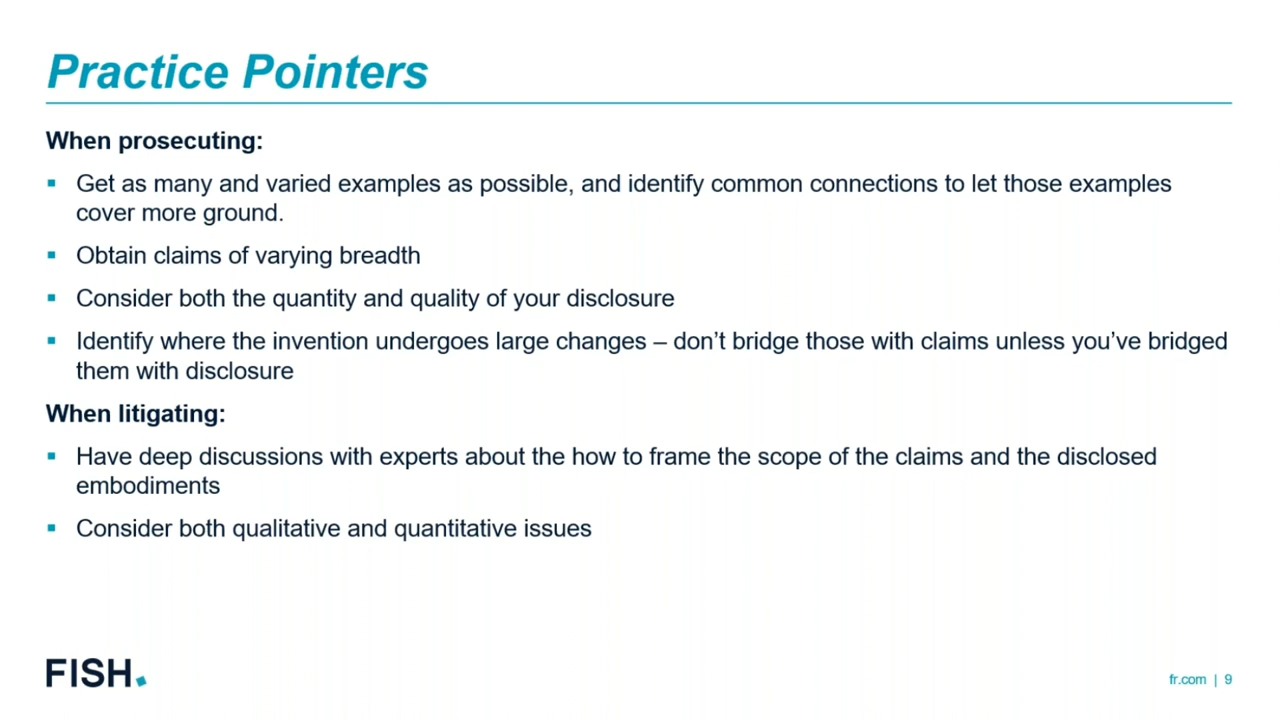 Practice Pointers
When prosecuting:
▪ Get as many and varied examples as possible, and identify common connections to let those examples
cover more ground.
▪ Obtain claims of varying breadth
▪ Consider both the quantity and quality of your disclosure
▪ Identify where the invention undergoes large changes – don’t bridge those with claims unless you’ve bridged
them with disclosure
When litigating:
▪ Have deep discussions with experts about the how to frame the scope of the claims and the disclosed
embodiments
▪ Consider both qualitative and quantitative issues
FISH.
fr.com | 9